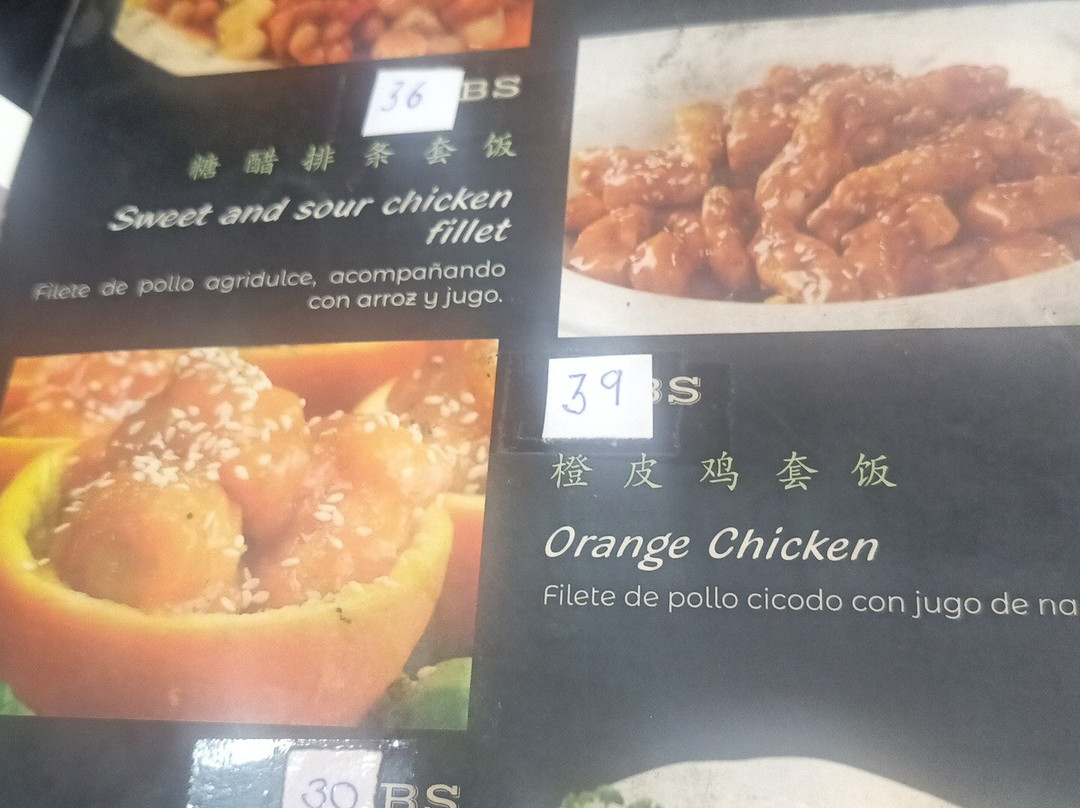 36 BS
糖醋排条套饭
Sweet and sour chicken
fillet
Filete de pollo agridulce, acompañando
con arroz y jugo.
39 BS
橙皮鸡套饭
Orange Chicken
Filete de pollo cicodo con jugo de na
30 BS